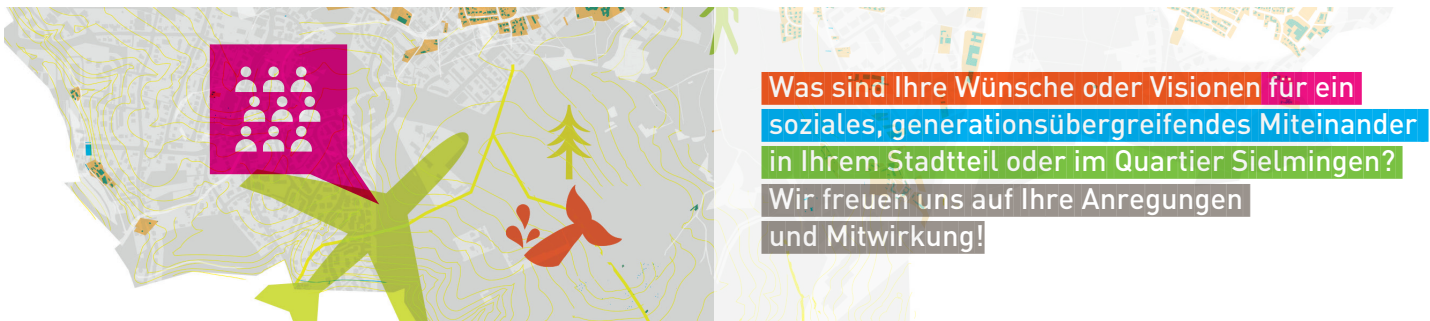 Was sind Ihre Wünsche oder Visionen für ein
soziales, generationsübergreifendes Miteinander
in Ihrem Stadtteil oder im Quartier Sielmingen?
Wir freuen uns auf Ihre Anregungen
und Mitwirkung!